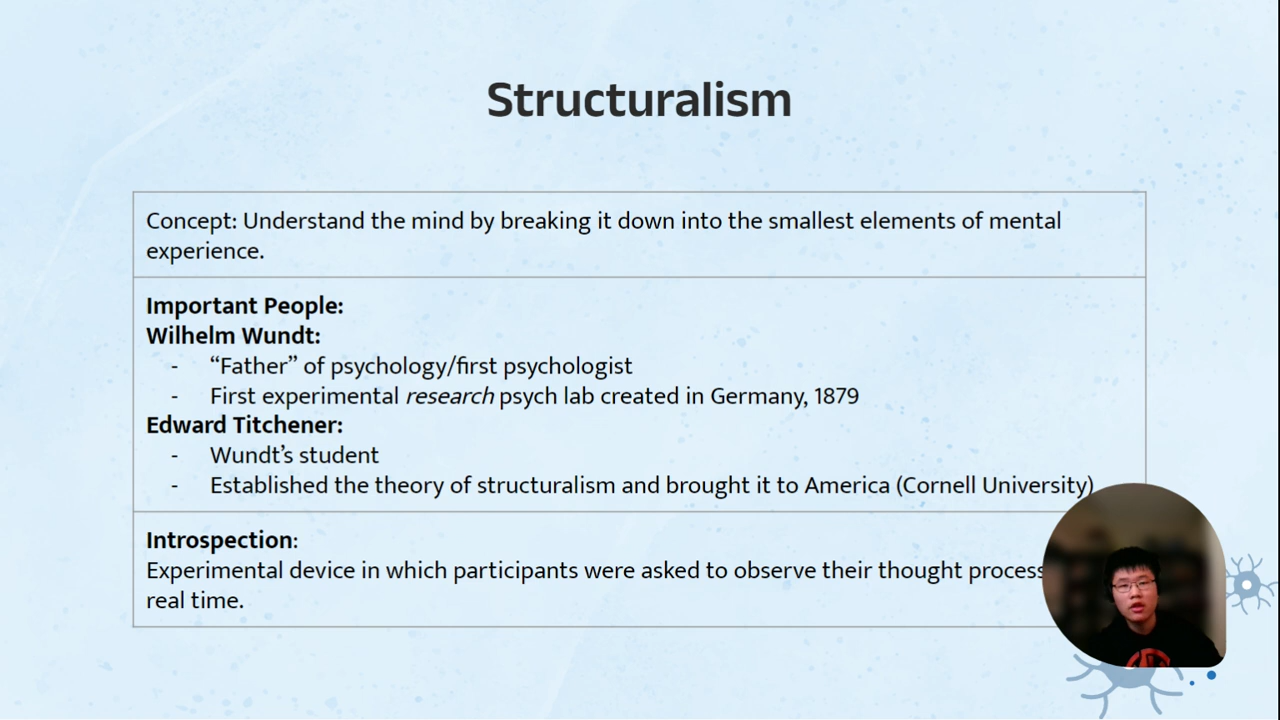 Structuralism
Concept: Understand the mind by breaking it down into the smallest elements of mental
experience.
Important People:
Wilhelm Wundt:
- “Father” of psychology/first psychologist
- First experimental research psych lab created in Germany, 1879
Edward Titchener:
- Wundt’s student
- Established the theory of structuralism and brought it to America (Cornell University)
Introspection:
Experimental device in which participants were asked to observe their thought process
real time.